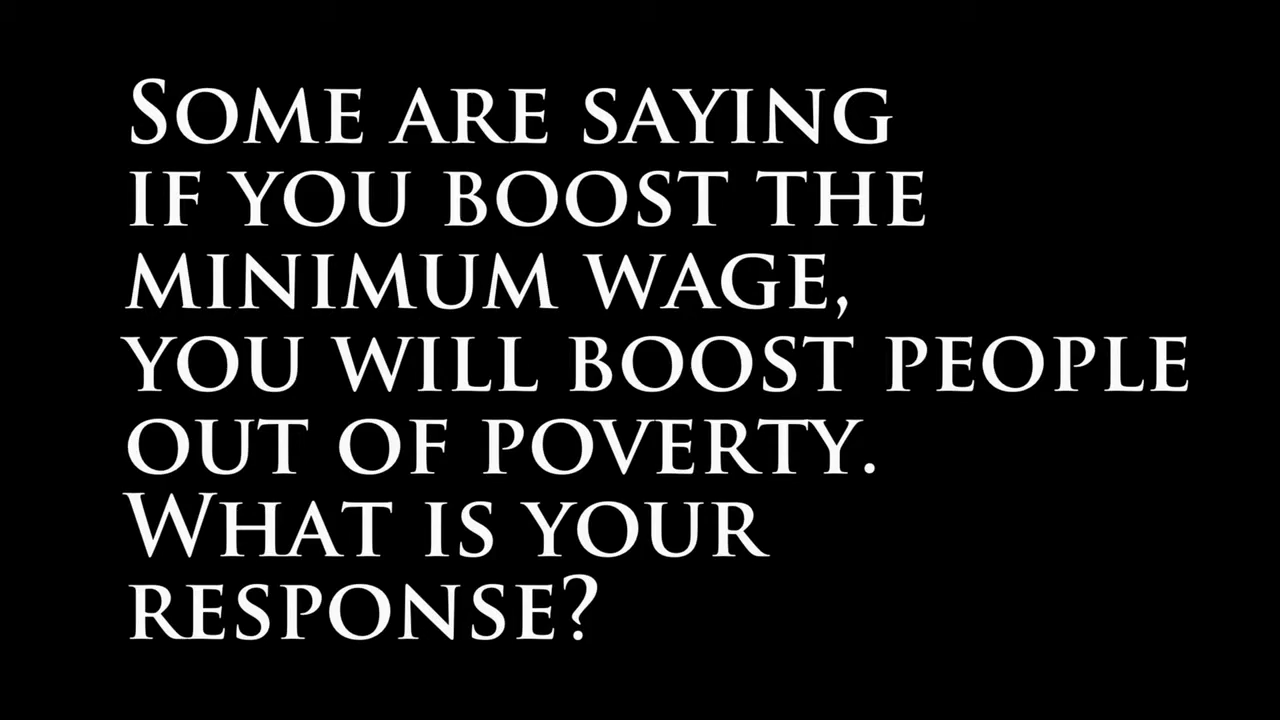 Some are saying
if you boost the
minimum wage,
you will boost people
out of poverty.
What is your
response?